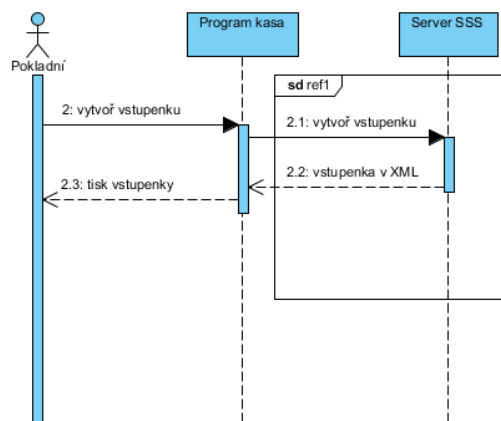 Program kasa
Server SSS
Pokladní
sd ref1
2: vytvoř vstupenku
2.1: vytvoř vstupenku
2.2: vstupenka v XML
2.3: tisk vstupenky